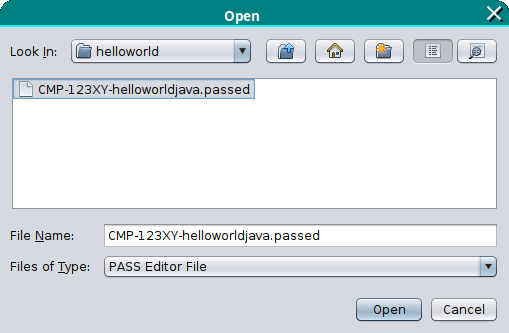 Open
Look In: helloworld
CMP-123XY-helloworldjava.passed
File Name: CMP-123XY-helloworldjava.passed
Files of Type: PASS Editor File
Open Cancel